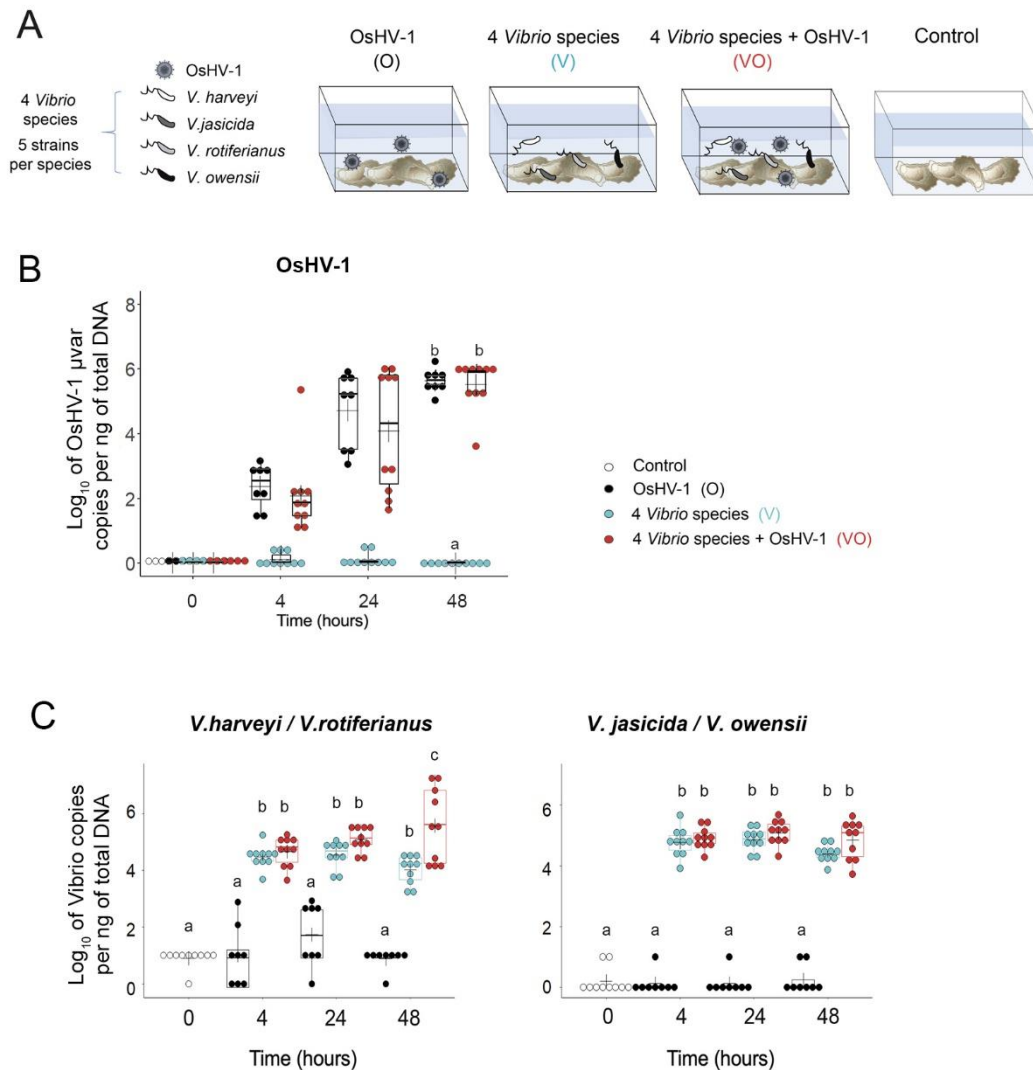 A
4 Vibrio
species
5 strains
per species
OsHV-1
V. harveyi
V.jasicida
V. rotiferianus
V. owensii
OsHV-1
(O)
4 Vibrio species
(V)
4 Vibrio species + OsHV-1
(VO)
Control
B
OsHV-1
Log10 of OsHV-1 µvar
copies per ng of total DNA
8
6
4
2
0
b
b
a
0
4
24
48
Time (hours)
Control
OsHV-1 (O)
4 Vibrio species (V)
4 Vibrio species + OsHV-1 (VO)
C
V.harveyi / V.rotiferianus
Log10 of Vibrio copies
per ng of total DNA
6
4
2
0
a
a
b
b
a
b
b
a
b
c
0
4
24
48
Time (hours)
V. jasicida / V. owensii
6
4
2
0
a
a
b
b
a
b
b
a
b
b
0
4
24
48
Time (hours)